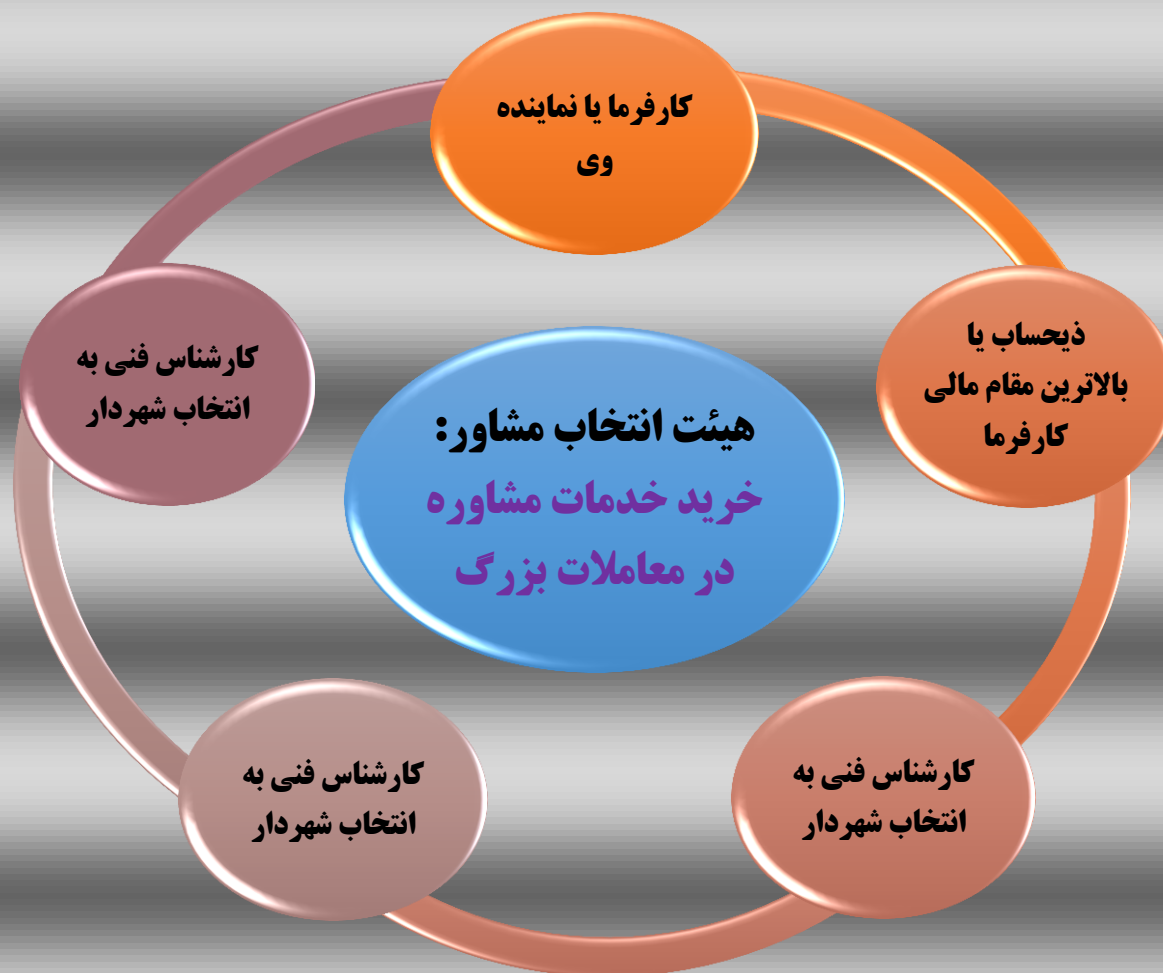 کارفرما یا نماینده
وی
ذیحساب یا
بالاترین مقام مالی
کارفرما
کارشناس فنی به
انتخاب شهردار
هیئت انتخاب مشاور:
خرید خدمات مشاوره
در معاملات بزرگ
کارشناس فنی به
انتخاب شهردار
کارشناس فنی به
انتخاب شهردار